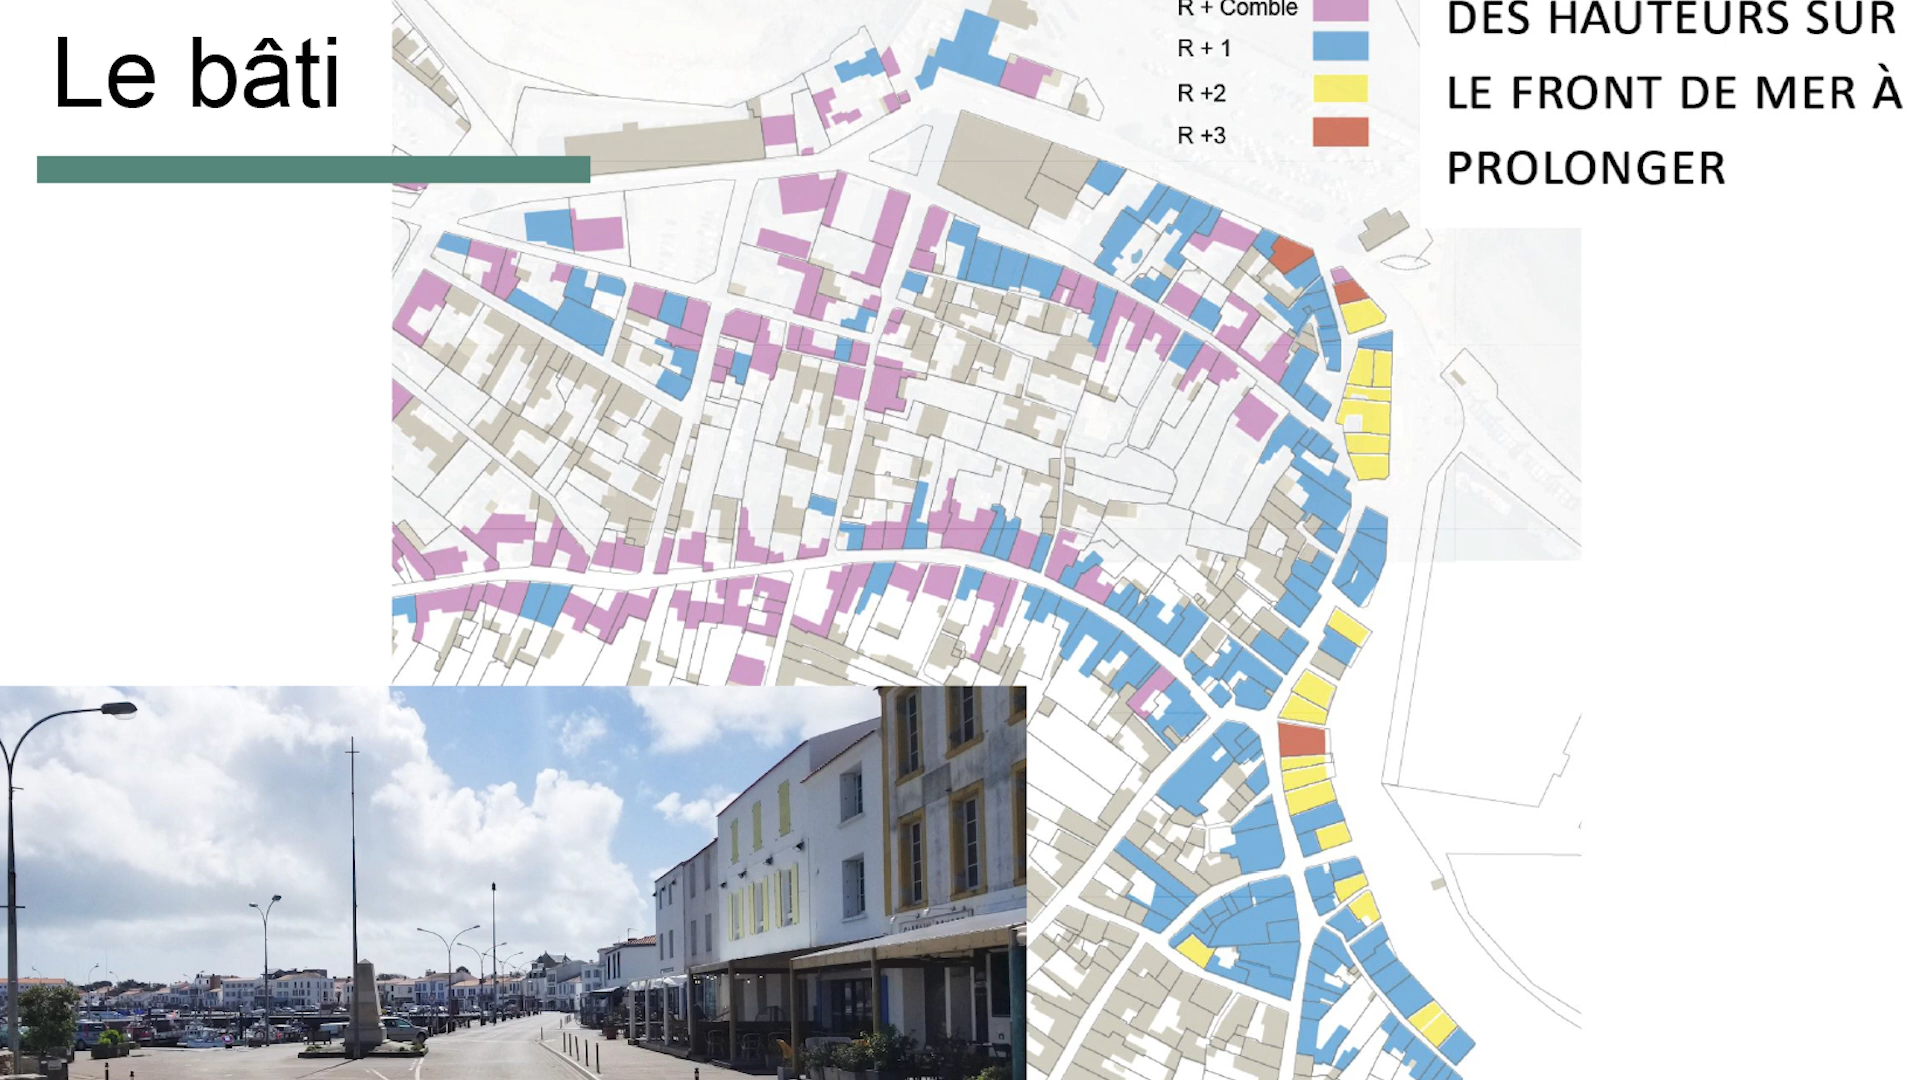 Le bâti
R + Comble
R + 1
R +2
R +3
DES HAUTEURS SUR
LE FRONT DE MER À
PROLONGER